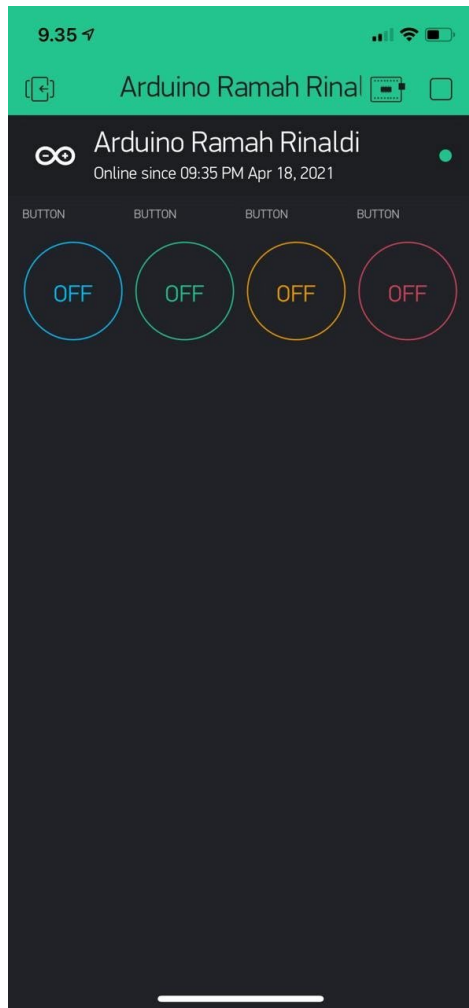 9.35
Arduino Ramah Rinal
Arduino Ramah Rinaldi
Online since 09:35 PM Apr 18, 2021
BUTTON BUTTON BUTTON BUTTON
OFF OFF OFF OFF